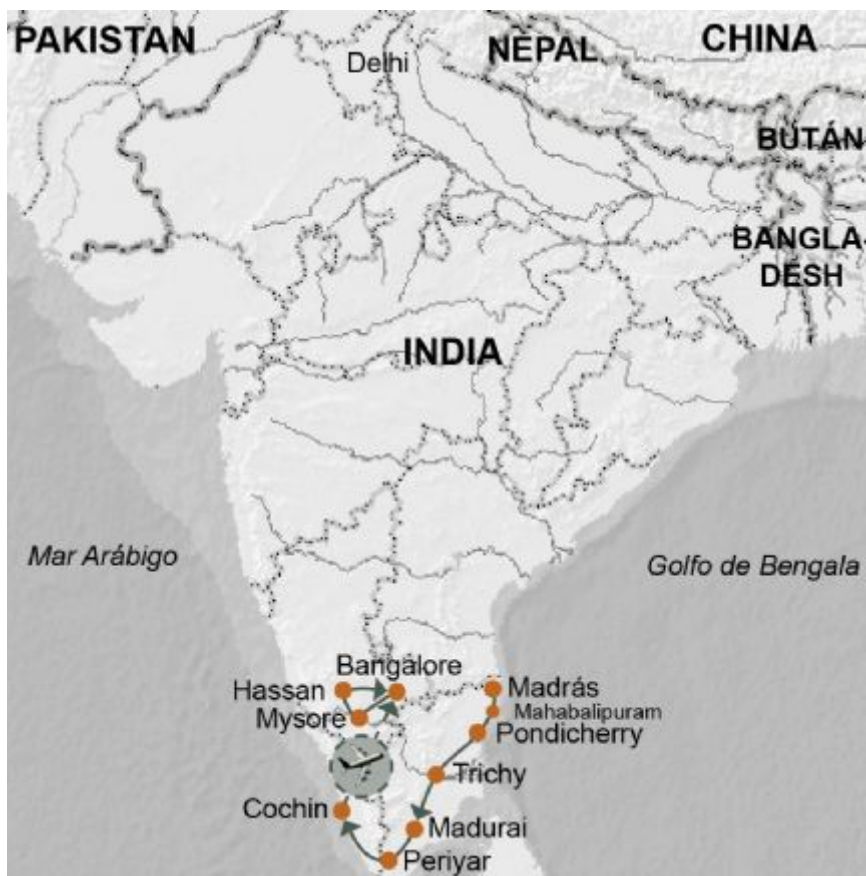 PAKISTAN
Delhi
NEPAL
CHINA
BUTÁN
BANGLA
DESH
INDIA
Mar Arábigo
Golfo de Bengala
Bangalore
Hassan
Mysore
Madrás
Mahabalipuram
Pondicherry
Trichy
Cochin
Madurai
Periyar